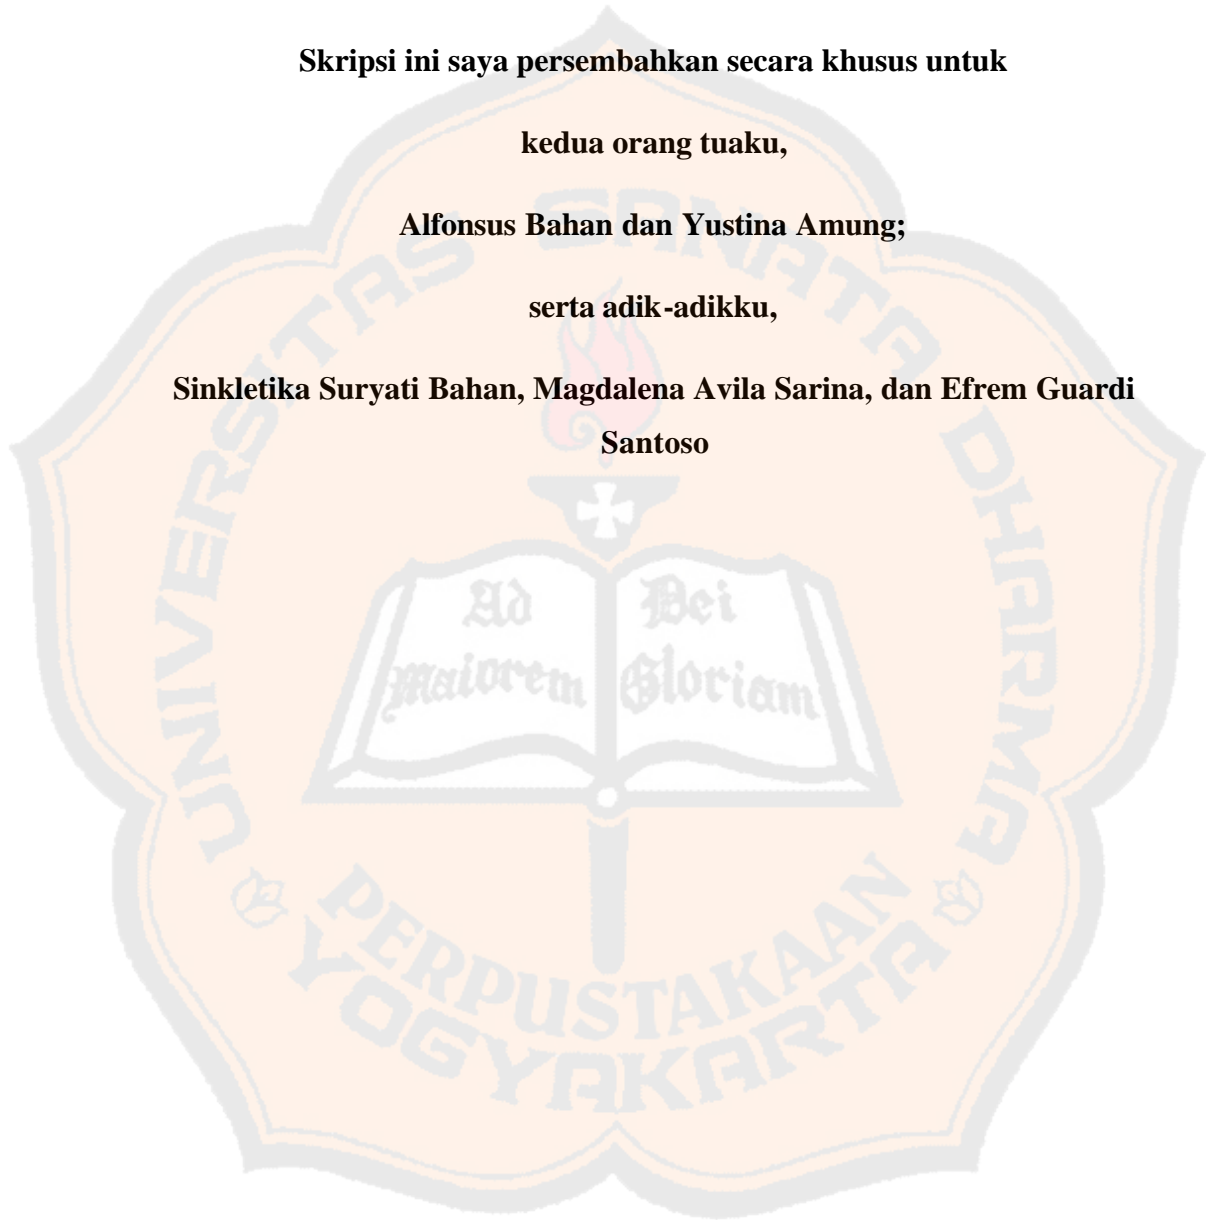 Skripsi ini saya persembahkan secara khusus untuk
kedua orang tuaku,
Alfonsus Bahan dan Yustina Amung;
serta adik-adikku,
Sinkletika Suryati Bahan, Magdalena Avila Sarina, dan Efrem Guardi
Santoso
UNIVERSITAS SANATA DHARMA
Ad Dei
Maiorem Gloriam
PERPUSTAKAAN
YOGYAKARTA